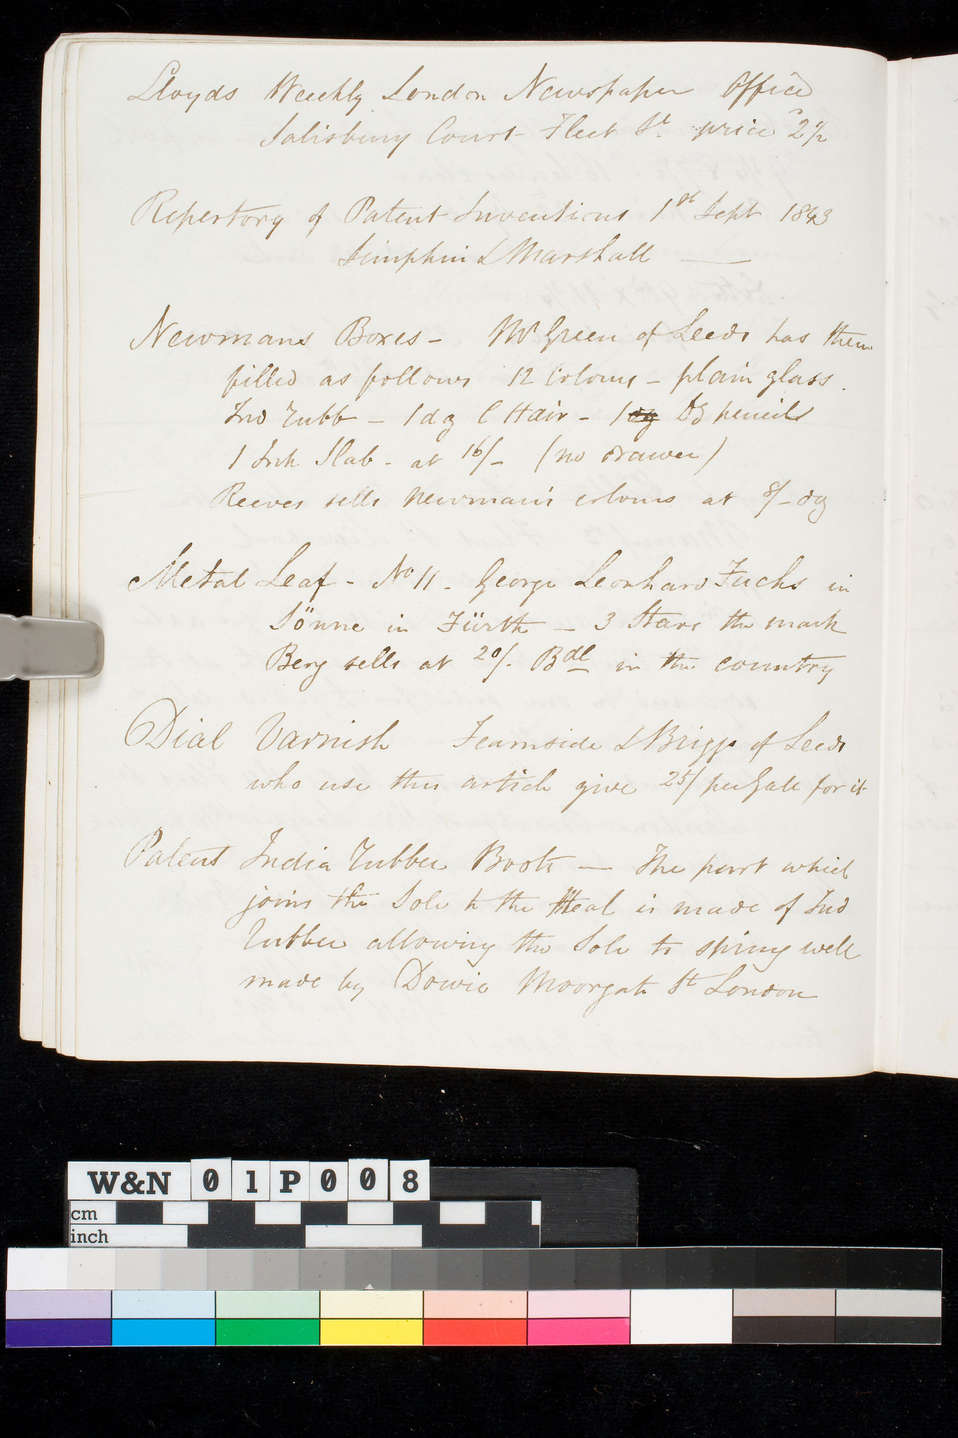 Lloyds Weekly London Newspaper Office
Salisbury Court Fleet St price 2½
Repertory of Patent Inventions 1st Sept 1843
Simpkin & Marshall —
Newmans Boxes - Mr Green of Leeds has them
filled as follows 12 Colours - plain glass.
Ind Rubb - 1 dz C Hair - 1 dz Do pencils
1 Ink Slab - at 16/- (no drawer)
Reeves sells Newman's colours at 8/- dz
Metal Leaf - No 11 - George Leonhard Fuchs in
Sönne in Fürth - 3 Stars the mark
Berg sells at 20/- Bdl in the country
Dial Varnish Fearnside & Briggs of Leeds
who use this article give 25/ per Gall for it
Patent India Rubber Boots — The part which
joins the Sole to the Heal is made of Ind
Rubber allowing the Sole to spring well
made by Dowie Moorgate St London
W&N 01P008
cm
inch